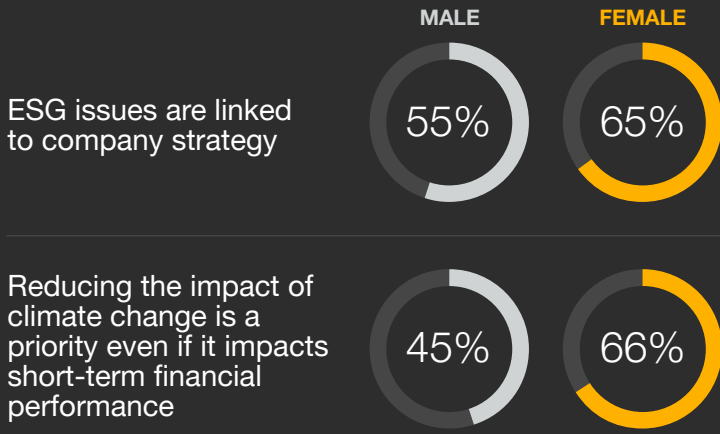 MALE FEMALE
ESG issues are linked
to company strategy
55% 65%
Reducing the impact of
climate change is a
priority even if it impacts
short-term financial
performance
45% 66%